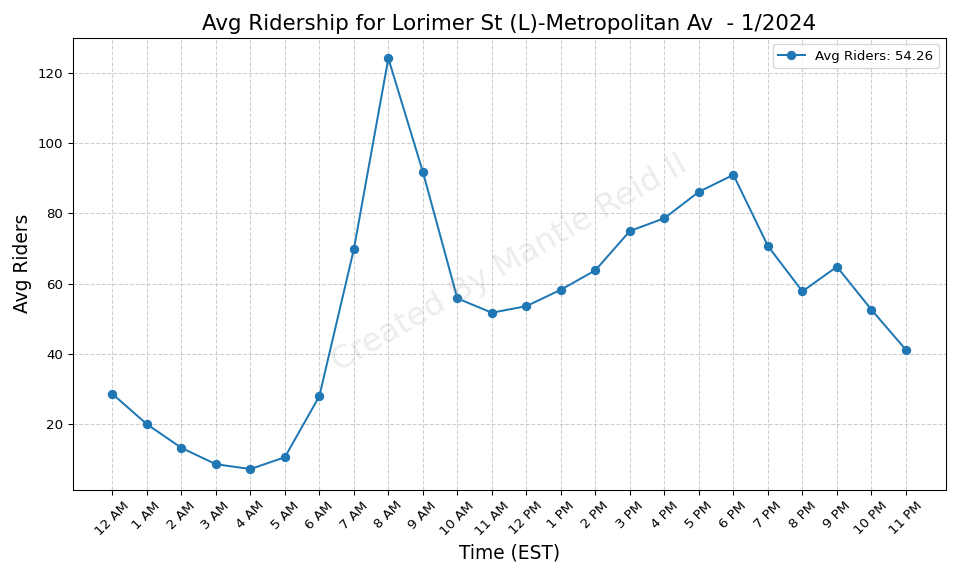 Avg Ridership for Lorimer St (L)-Metropolitan Av  - 1/2024
Avg Riders: 54.26
Avg Riders
120
100
80
60
40
20
Created By Mantle Reid II
12 AM
1 AM
2 AM
3 AM
4 AM
5 AM
6 AM
7 AM
8 AM
9 AM
10 AM
11 AM
12 PM
1 PM
2 PM
3 PM
4 PM
5 PM
6 PM
7 PM
8 PM
9 PM
10 PM
11 PM
Time (EST)